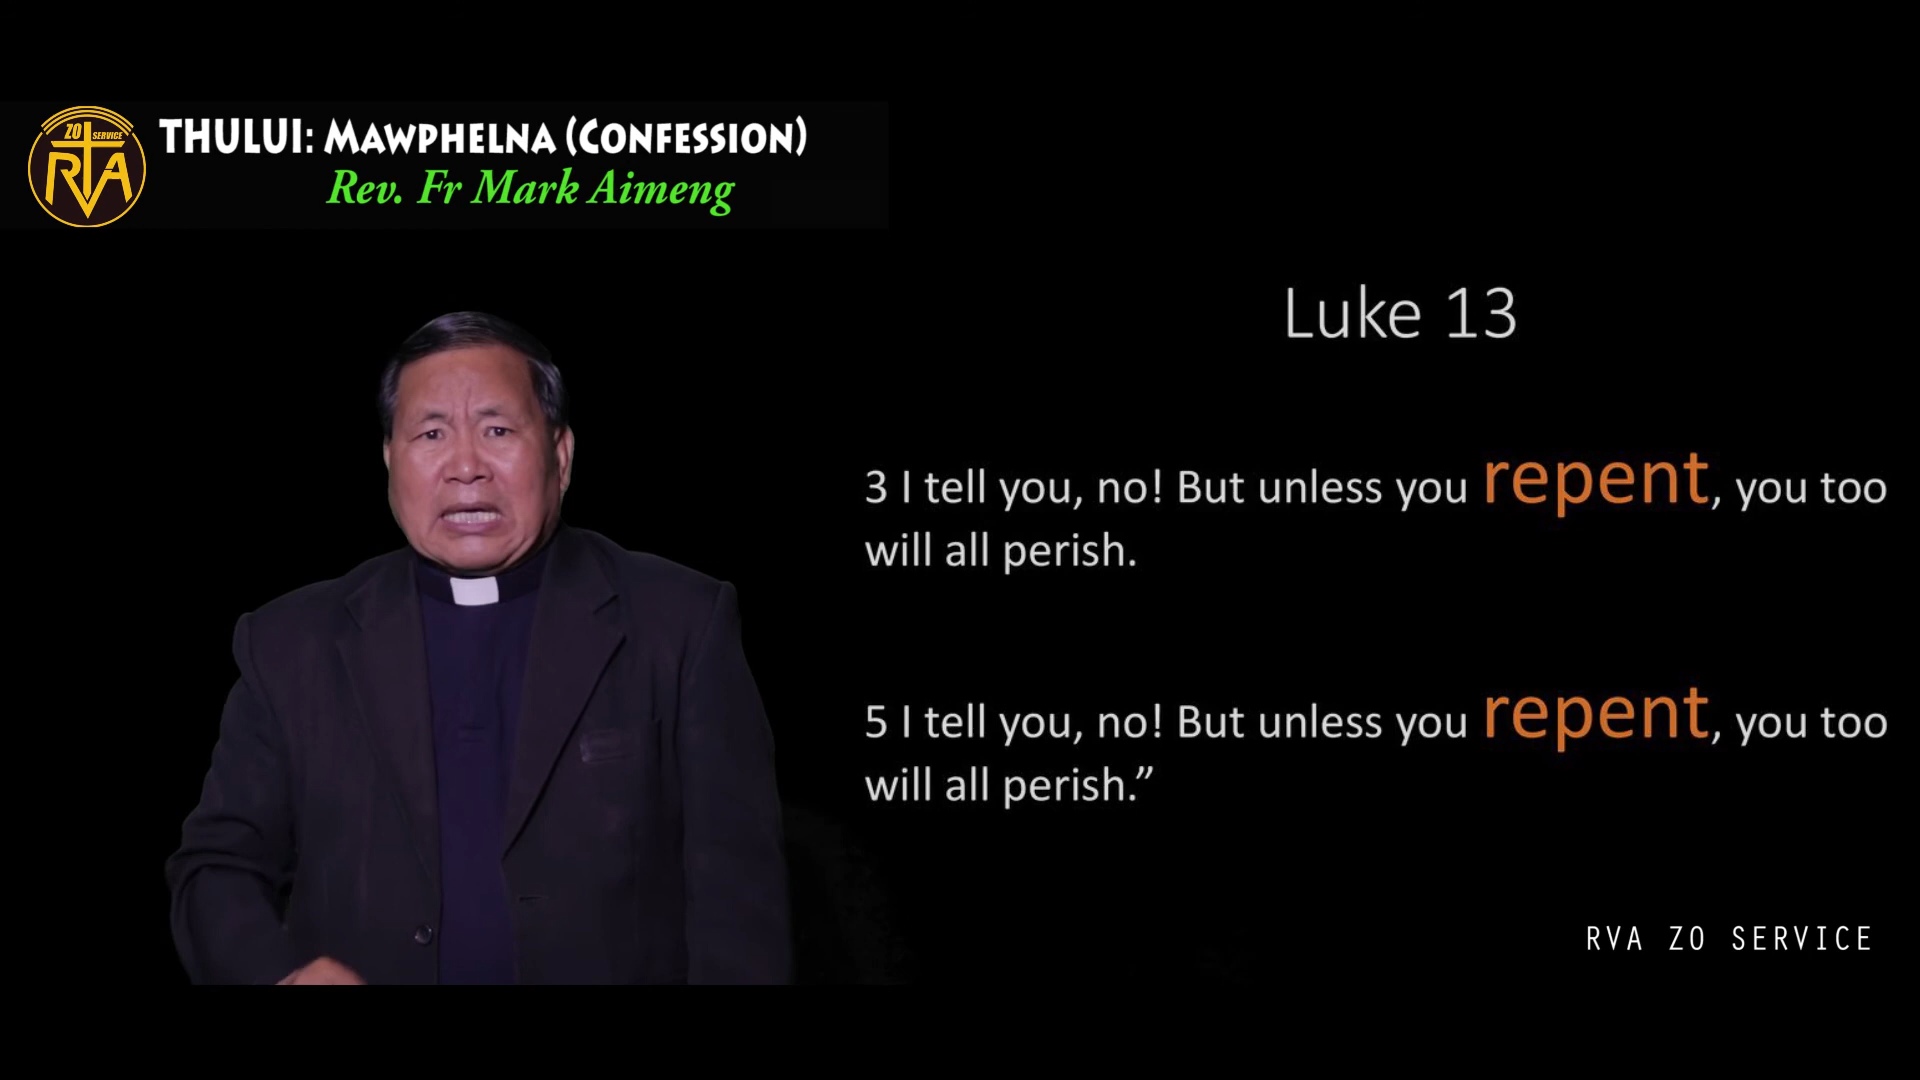 ZO SERVICE
RVA
THULUI: MAWPHELNA (CONFESSION)
Rev. Fr Mark Aimeng
Luke 13
3 I tell you, no! But unless you repent, you too
will all perish.
5 I tell you, no! But unless you repent, you too
will all perish.”
RVA ZO SERVICE